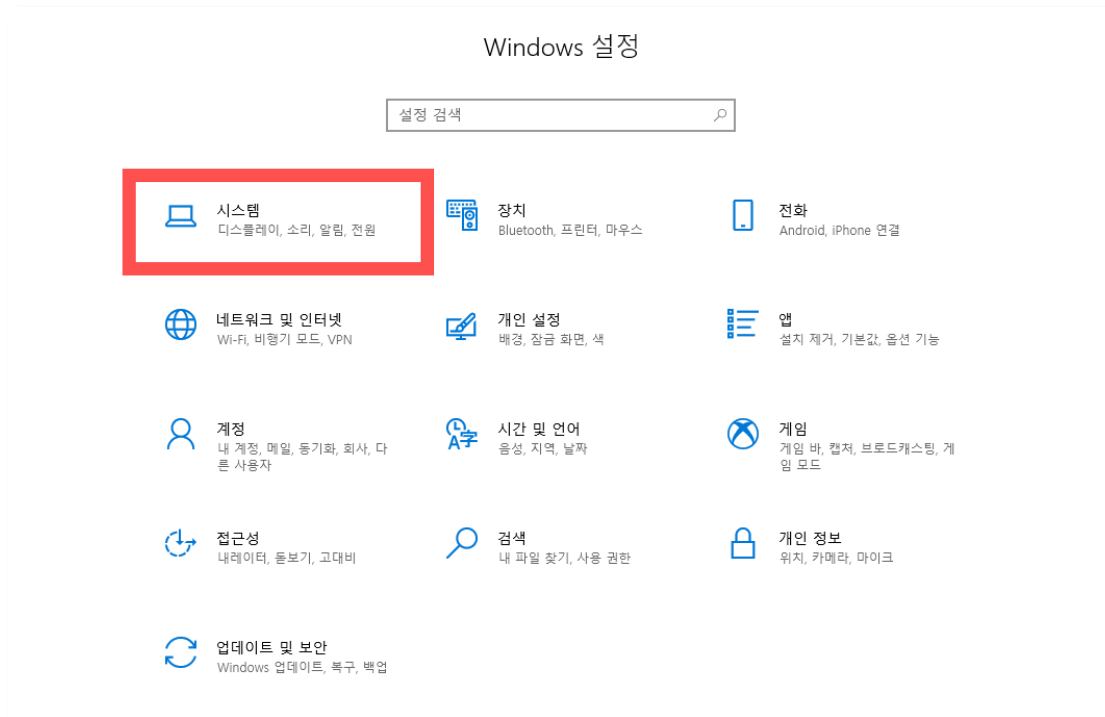 Windows 설정
설정 검색
시스템
디스플레이, 소리, 알림, 전원
장치
Bluetooth, 프린터, 마우스
전화
Android, iPhone 연결
네트워크 및 인터넷
Wi-Fi, 비행기 모드, VPN
개인 설정
배경, 잠금 화면, 색
앱
설치 제거, 기본값, 옵션 기능
계정
내 계정, 메일, 동기화, 회사, 다
른 사용자
시간 및 언어
음성, 지역, 날짜
게임
게임 바, 캡처, 브로드캐스팅, 게
임 모드
접근성
내레이터, 돋보기, 고대비
검색
내 파일 찾기, 사용 권한
개인 정보
위치, 카메라, 마이크
업데이트 및 보안
Windows 업데이트, 복구, 백업